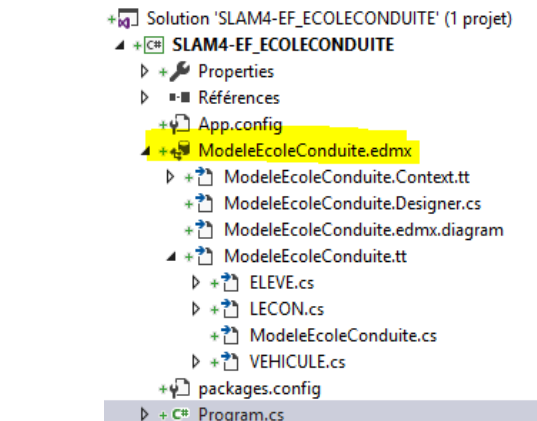 Solution 'SLAM4-EF_ECOLECONDUITE' (1 projet)
C# SLAM4-EF_ECOLECONDUITE
Properties
Références
App.config
ModeleEcoleConduite.edmx
ModeleEcoleConduite.Context.tt
ModeleEcoleConduite.Designer.cs
ModeleEcoleConduite.edmx.diagram
ModeleEcoleConduite.tt
ELEVE.cs
LECON.cs
ModeleEcoleConduite.cs
VEHICULE.cs
packages.config
C# Program.cs